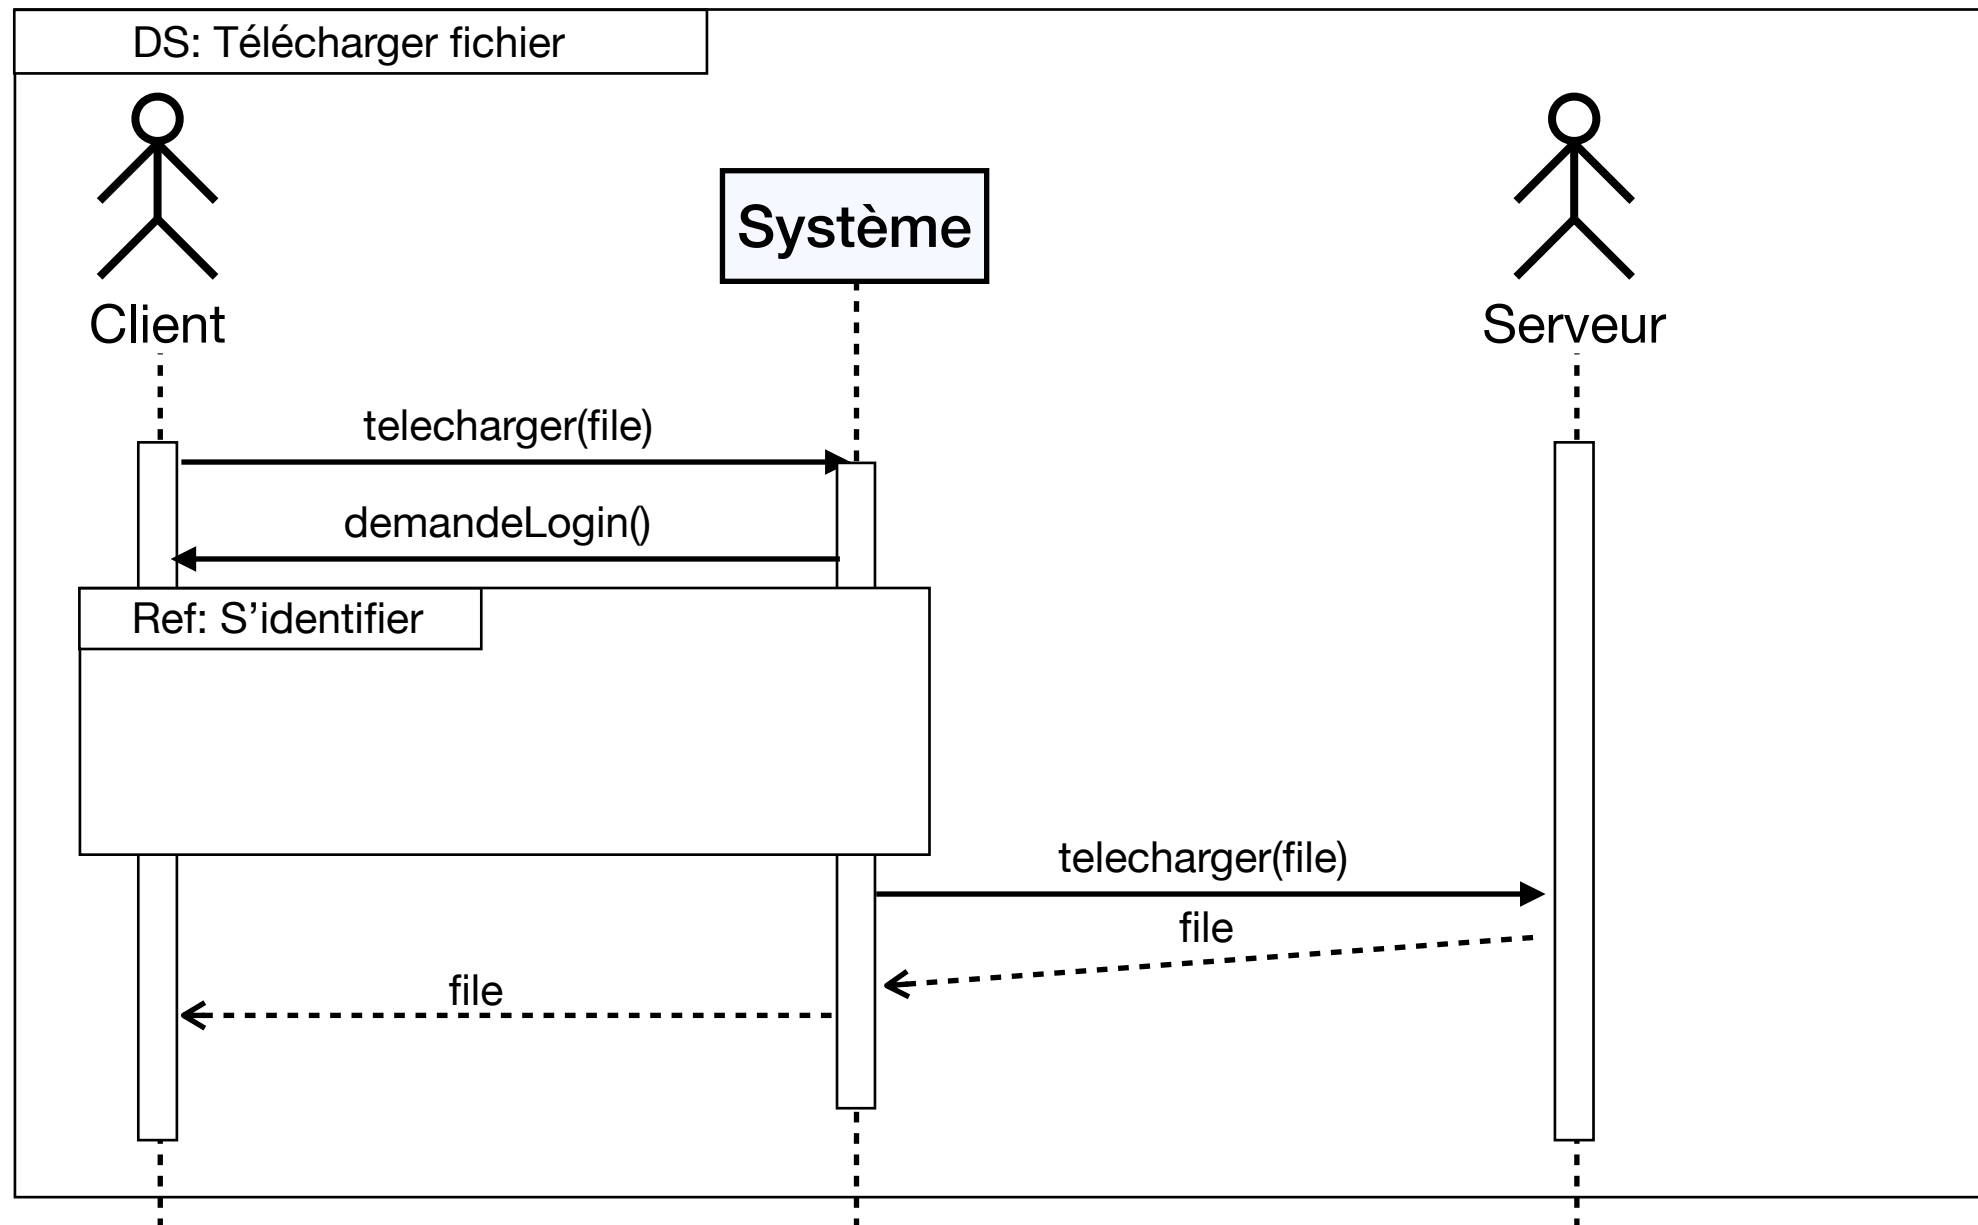 DS: Télécharger fichier
Système
Client
Serveur
telecharger(file)
demandeLogin()
Ref: S’identifier
telecharger(file)
file
file